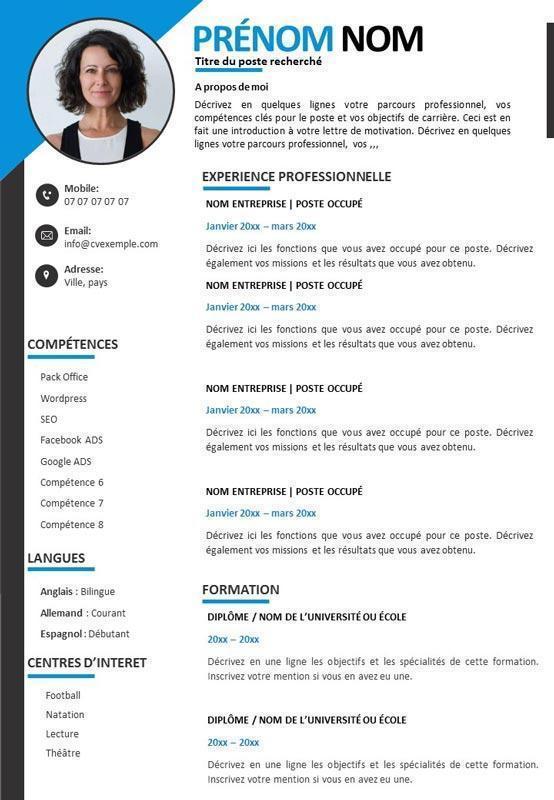 PRÉNOM NOM
Titre du poste recherché
A propos de moi
Décrivez en quelques lignes votre parcours professionnel, vos
compétences clés pour le poste et vos objectifs de carrière. Ceci est en
fait une introduction à votre lettre de motivation. Décrivez en quelques
lignes votre parcours professionnel, vos ,,,
Mobile:
07 07 07 07 07
Email:
info@cvexemple.com
Adresse:
Ville, pays
COMPÉTENCES
Pack Office
Wordpress
SEO
Facebook ADS
Google ADS
Compétence 6
Compétence 7
Compétence 8
LANGUES
Anglais : Bilingue
Allemand : Courant
Espagnol : Débutant
CENTRES D’INTERET
Football
Natation
Lecture
Théâtre
EXPERIENCE PROFESSIONNELLE
NOM ENTREPRISE | POSTE OCCUPÉ
Janvier 20xx – mars 20xx
Décrivez ici les fonctions que vous avez occupé pour ce poste. Décrivez
également vos missions et les résultats que vous avez obtenu.
NOM ENTREPRISE | POSTE OCCUPÉ
Janvier 20xx – mars 20xx
Décrivez ici les fonctions que vous avez occupé pour ce poste. Décrivez
également vos missions et les résultats que vous avez obtenu.
NOM ENTREPRISE | POSTE OCCUPÉ
Janvier 20xx – mars 20xx
Décrivez ici les fonctions que vous avez occupé pour ce poste. Décrivez
également vos missions et les résultats que vous avez obtenu.
NOM ENTREPRISE | POSTE OCCUPÉ
Janvier 20xx – mars 20xx
Décrivez ici les fonctions que vous avez occupé pour ce poste. Décrivez
également vos missions et les résultats que vous avez obtenu.
FORMATION
DIPLÔME / NOM DE L’UNIVERSITÉ OU ÉCOLE
20xx – 20xx
Décrivez en une ligne les objectifs et les spécialités de cette formation.
Inscrivez votre mention si vous en avez eu une.
DIPLÔME / NOM DE L’UNIVERSITÉ OU ÉCOLE
20xx – 20xx
Décrivez en une ligne les objectifs et les spécialités de cette formation.
Inscrivez votre mention si vous en avez eu une.